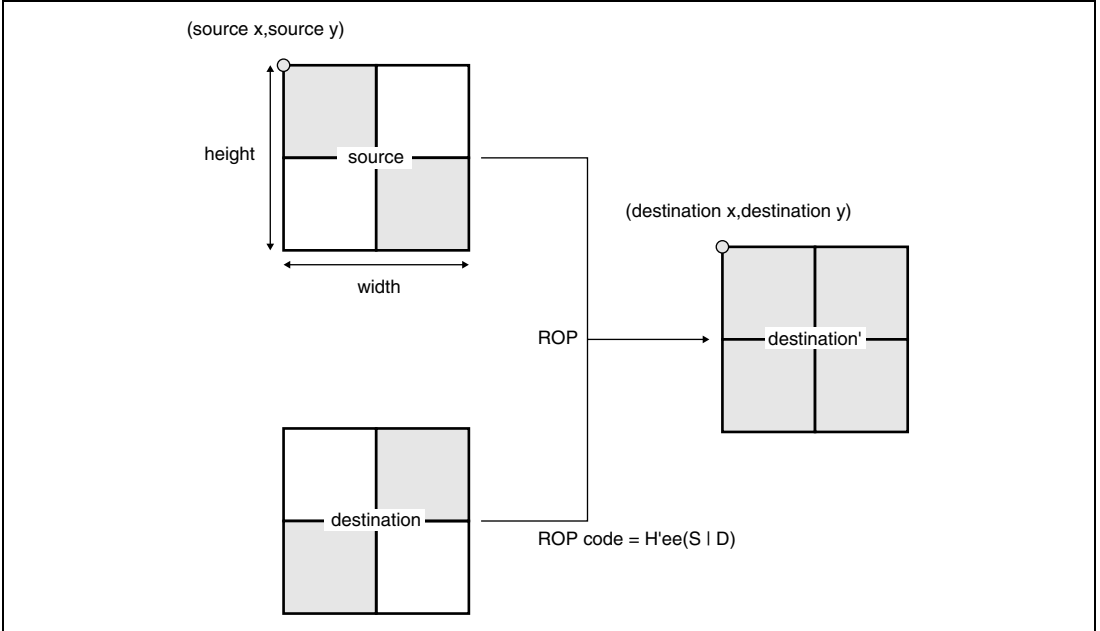 (source x,source y)
height
source
width
(destination x,destination y)
ROP
destination'
destination
ROP code = H'ee(S | D)